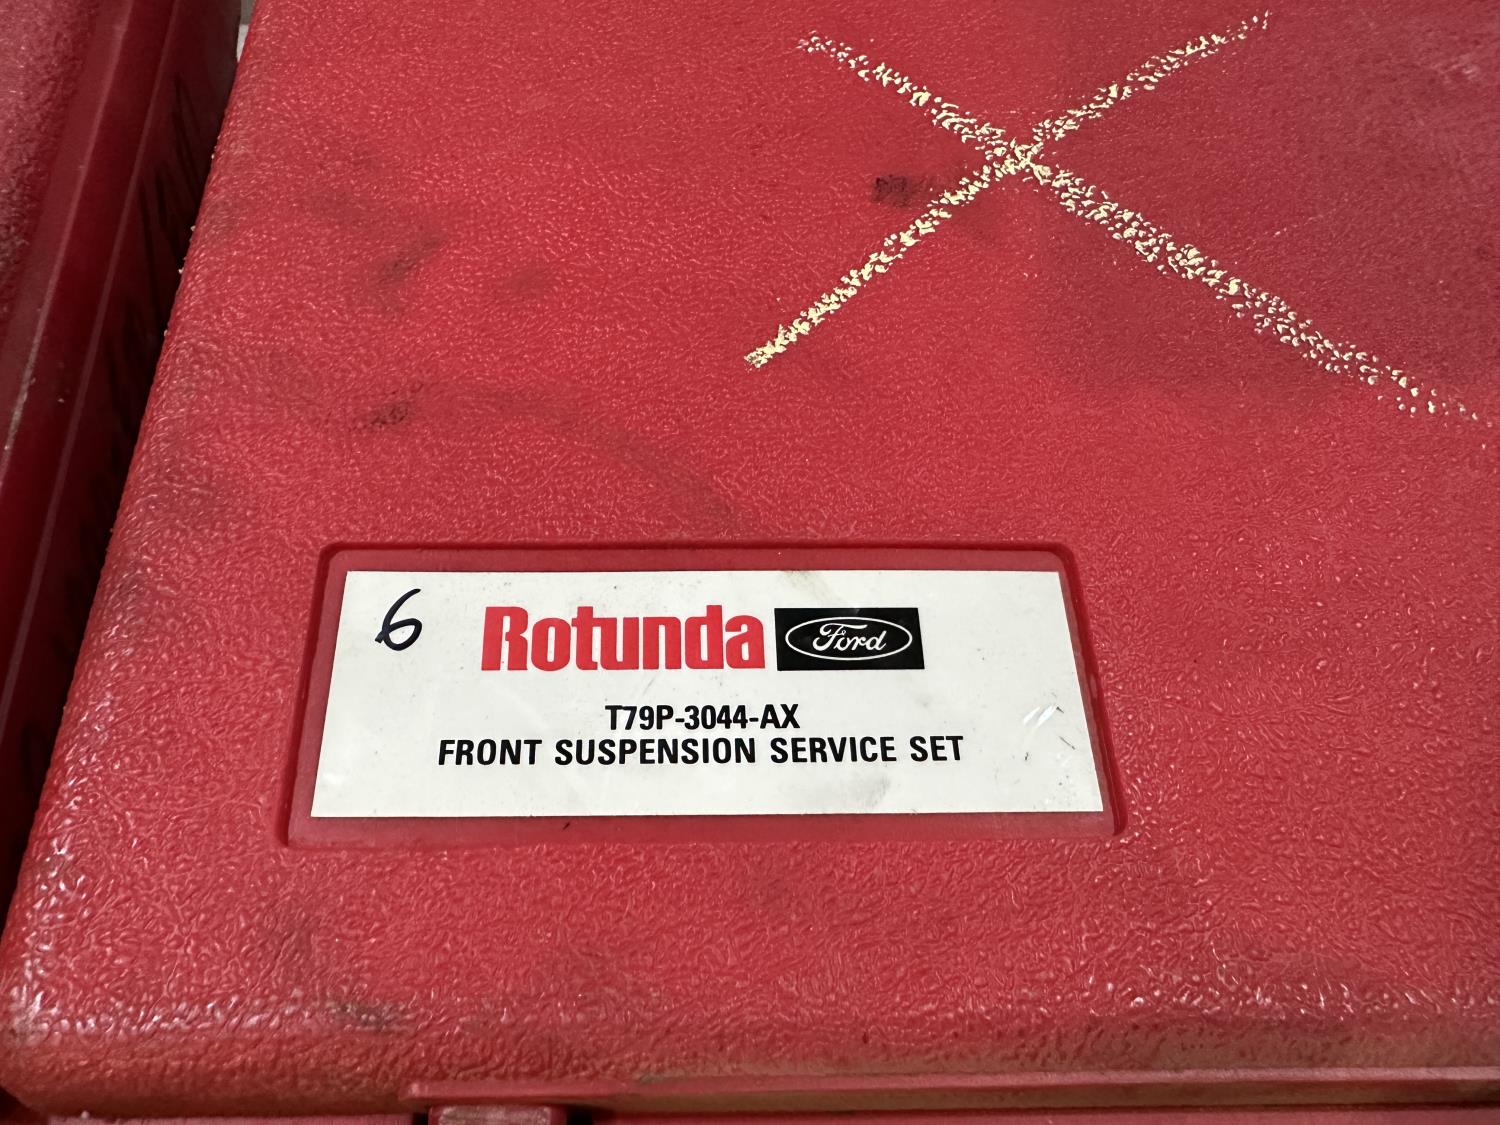 6 Rotunda Ford
T79P-3044-AX
FRONT SUSPENSION SERVICE SET